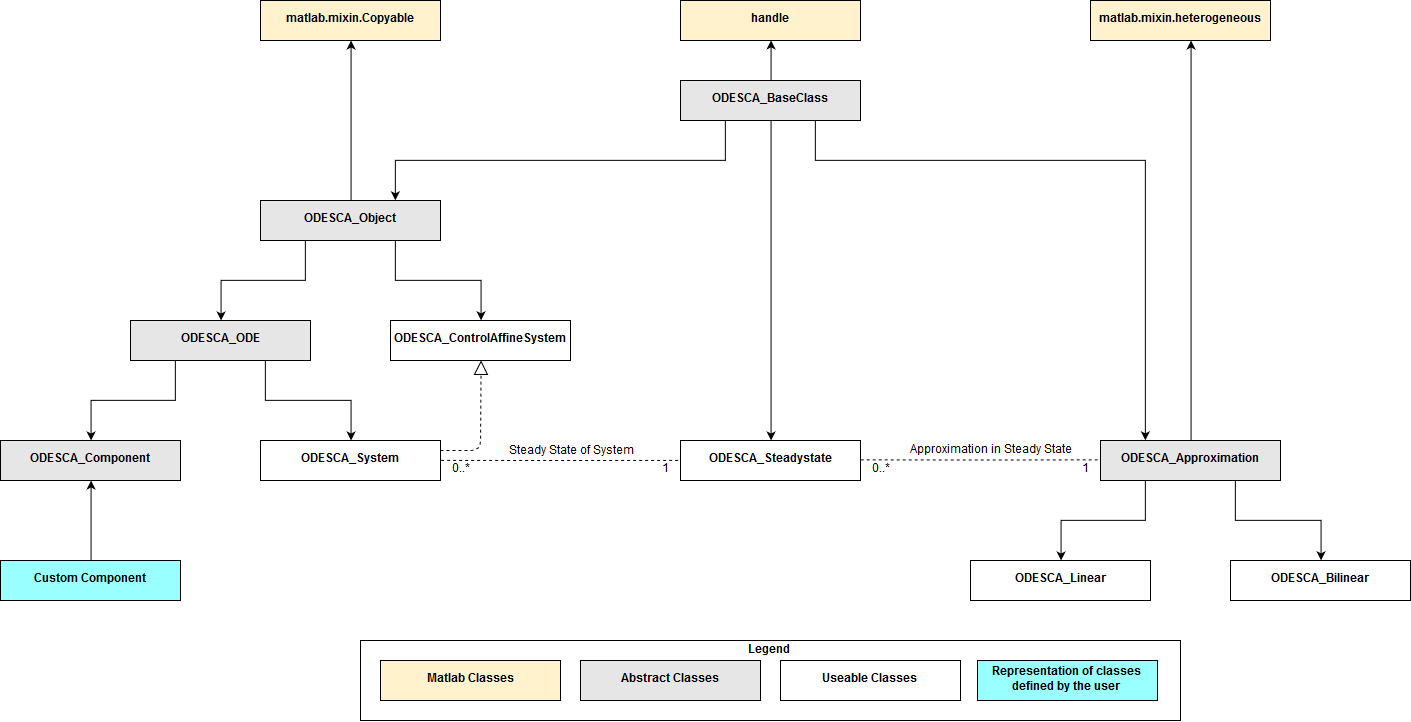 matlab.mixin.Copyable
handle
matlab.mixin.heterogeneous
ODESCA_BaseClass
ODESCA_Object
ODESCA_ODE
ODESCA_ControlAffineSystem
ODESCA_Component
ODESCA_System
0..*
Steady State of System
1
ODESCA_Steadystate
0..*
Approximation in Steady State
1
ODESCA_Approximation
Custom Component
ODESCA_Linear
ODESCA_Bilinear
Legend
Matlab Classes
Abstract Classes
Useable Classes
Representation of classes
defined by the user